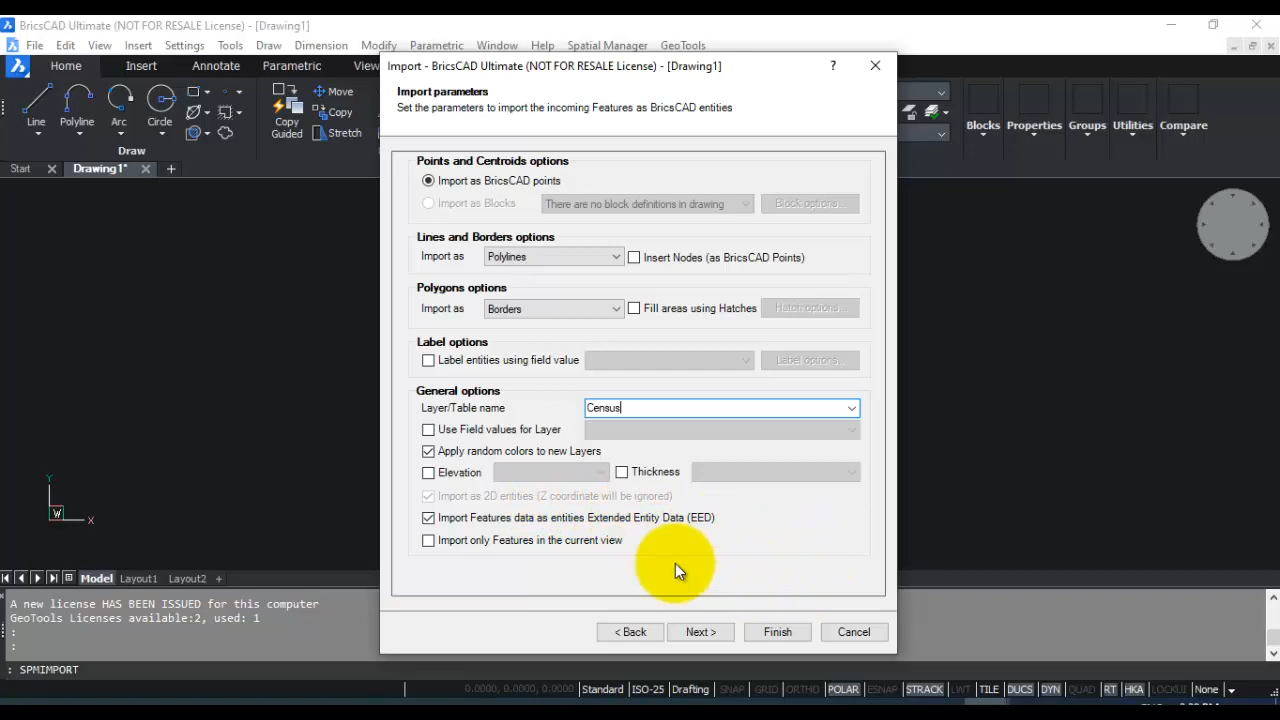 BricsCAD Ultimate (NOT FOR RESALE License) - [Drawing1]
File Edit View Insert Settings Tools Draw Dimension Modify Parametric Window Help Spatial Manager GeoTools
Home Insert Annotate Parametric View
Line Polyline Arc Circle Copy Guided Move Copy Stretch
Draw
Blocks Properties Groups Utilities Compare
Start Drawing1*
Import - BricsCAD Ultimate (NOT FOR RESALE License) - [Drawing1] ?
Import parameters
Set the parameters to import the incoming Features as BricsCAD entities
Points and Centroids options
Import as BricsCAD points
Import as Blocks There are no block definitions in drawing Block options...
Lines and Borders options
Import as Polylines Insert Nodes (as BricsCAD Points)
Polygons options
Import as Borders Fill areas using Hatches Hatch options...
Label options
Label entities using field value Label options...
General options
Layer/Table name Census
Use Field values for Layer
Apply random colors to new Layers
Elevation Thickness
Import as 2D entities (Z coordinate will be ignored)
Import Features data as entities Extended Entity Data (EED)
Import only Features in the current view
< Back Next > Finish Cancel
Y
W X
Model Layout1 Layout2 +
A new license HAS BEEN ISSUED for this computer
GeoTools Licenses available:2, used: 1
:
:
: SPMIMPORT
0.0000, 0.0000, 0.0000 Standard ISO-25 Drafting SNAP GRID ORTHO POLAR ESNAP STRACK LWT TILE DUCS DYN QUAD RT HKA LOCKUI None